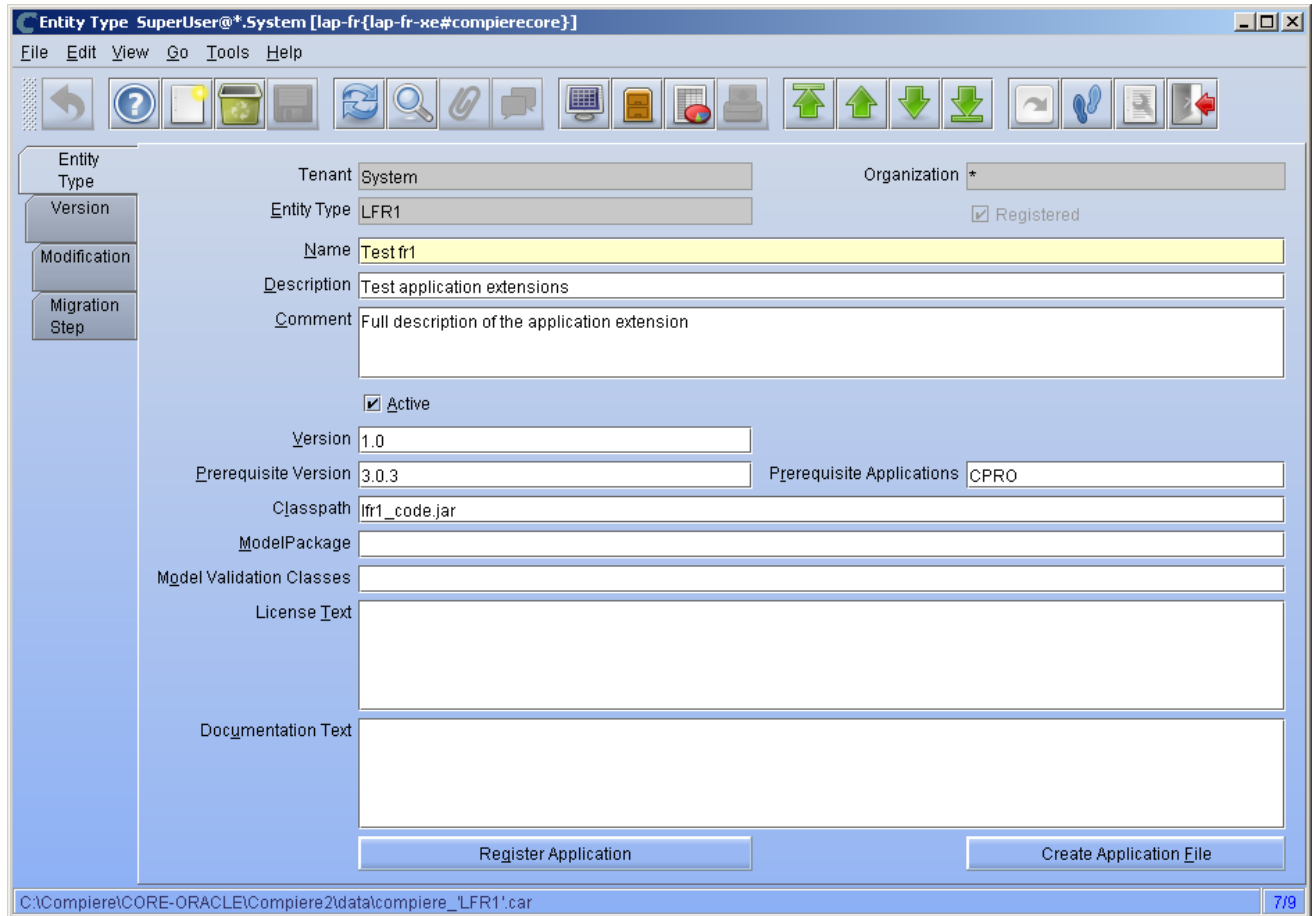 Entity Type SuperUser@*.System [lap-fr{lap-fr-xe#compierecore}]
File Edit View Go Tools Help
Entity
Type
Version
Modification
Migration
Step
Tenant System Organization *
Entity Type LFR1 Registered
Name Test fr1
Description Test application extensions
Comment Full description of the application extension
Active
Version 1.0
Prerequisite Version 3.0.3 Prerequisite Applications CPRO
Classpath lfr1_code.jar
ModelPackage
Model Validation Classes
License Text
Documentation Text
Register Application Create Application File
C:\Compiere\CORE-ORACLE\Compiere2\data\compiere_'LFR1'.car 7/9